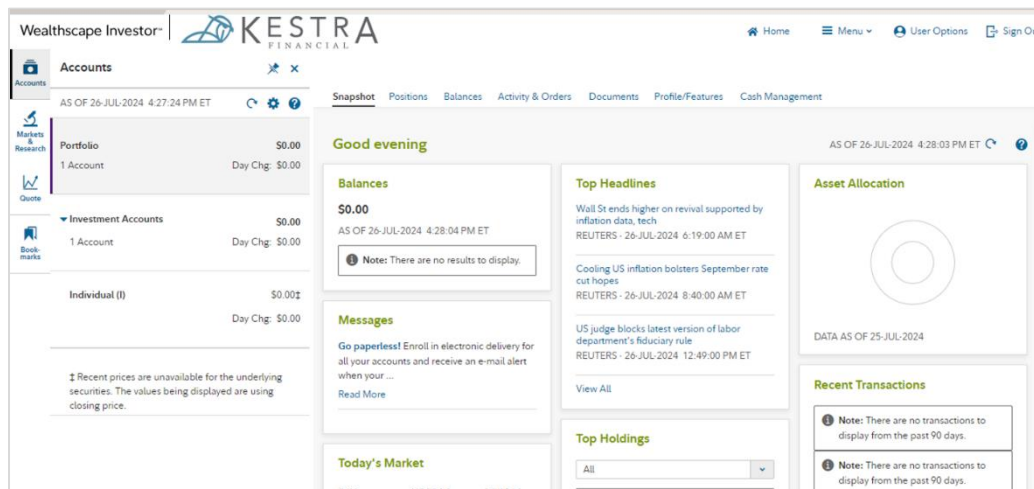 Wealthscape Investor℠
KESTRA
FINANCIAL
Home
Menu
User Options
Sign Ou
Accounts
Markets
&
Research
Quote
Book-
marks
Accounts
AS OF 26-JUL-2024 4:27:24 PM ET
Portfolio $0.00
1 Account Day Chg: $0.00
Investment Accounts $0.00
1 Account Day Chg: $0.00
Individual (I) $0.00‡
Day Chg: $0.00
‡ Recent prices are unavailable for the underlying
securities. The values being displayed are using
closing price.
Snapshot Positions Balances Activity & Orders Documents Profile/Features Cash Management
Good evening
AS OF 26-JUL-2024 4:28:03 PM ET
Balances
$0.00
AS OF 26-JUL-2024 4:28:04 PM ET
Note: There are no results to display.
Messages
Go paperless! Enroll in electronic delivery for
all your accounts and receive an e-mail alert
when your ...
Read More
Today's Market
Top Headlines
Wall St ends higher on revival supported by
inflation data, tech
REUTERS - 26-JUL-2024 6:19:00 AM ET
Cooling US inflation bolsters September rate
cut hopes
REUTERS - 26-JUL-2024 8:40:00 AM ET
US judge blocks latest version of labor
department's fiduciary rule
REUTERS - 26-JUL-2024 12:49:00 PM ET
View All
Top Holdings
All
Asset Allocation
DATA AS OF 25-JUL-2024
Recent Transactions
Note: There are no transactions to
display from the past 90 days.
Note: There are no transactions to
display from the past 90 days.